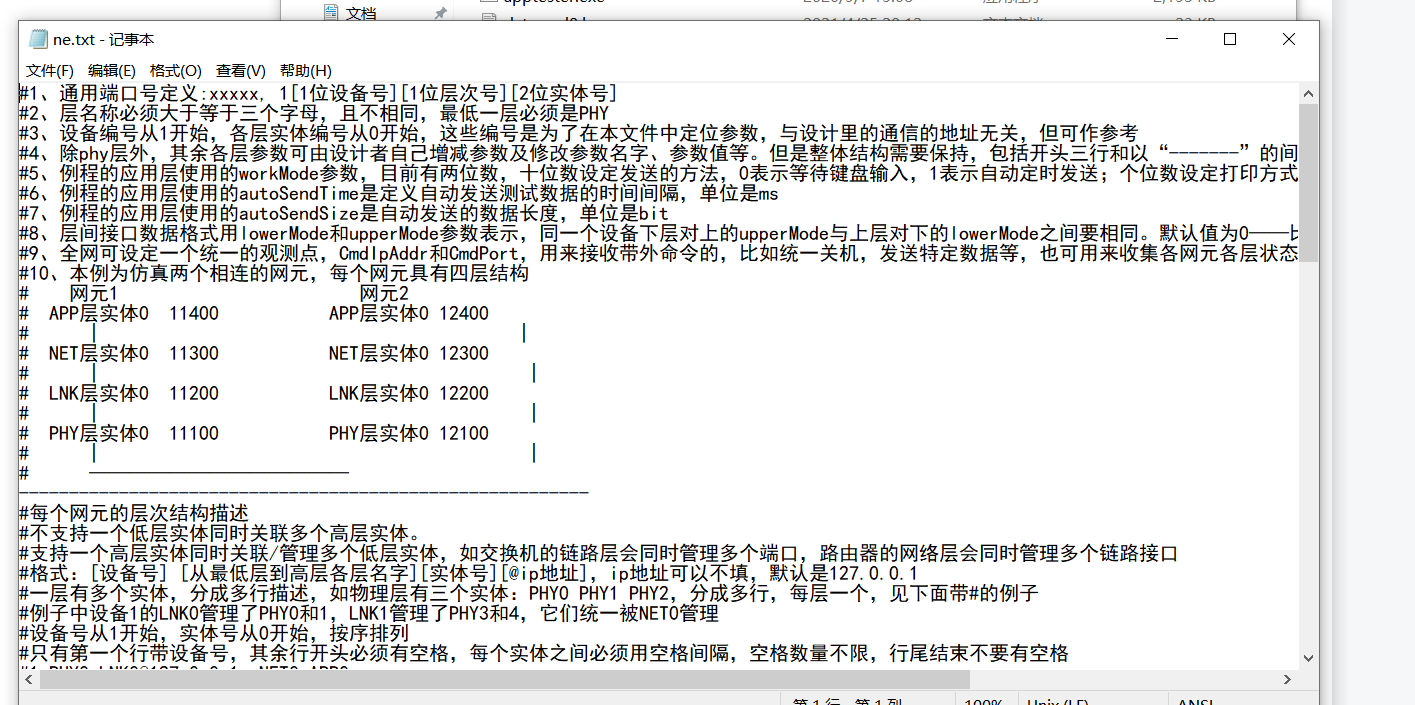 文档
ne.txt - 记事本
文件(F) 编辑(E) 格式(O) 查看(V) 帮助(H)
#1、通用端口号定义:xxxxx, 1[1位设备号][1位层次号][2位实体号]
#2、层名称必须大于等于三个字母，且不相同，最低一层必须是PHY
#3、设备编号从1开始，各层实体编号从0开始，这些编号是为了在本文件中定位参数，与设计里的通信的地址无关，但可作参考
#4、除phy层外，其余各层参数可由设计者自己增减参数及修改参数名字、参数值等。但是整体结构需要保持，包括开头三行和以“-------”的间
#5、例程的应用层使用的workMode参数，目前有两位数，十位数设定发送的方法，0表示等待键盘输入，1表示自动定时发送；个位数设定打印方式
#6、例程的应用层使用的autoSendTime是定义自动发送测试数据的时间间隔，单位是ms
#7、例程的应用层使用的autoSendSize是自动发送的数据长度，单位是bit
#8、层间接口数据格式用lowerMode和upperMode参数表示，同一个设备下层对上的upperMode与上层对下的lowerMode之间要相同。默认值为0——比
#9、全网可设定一个统一的观测点，CmdIpAddr和CmdPort，用来接收带外命令的，比如统一关机，发送特定数据等，也可用来收集各网元各层状态
#10、本例为仿真两个相连的网元，每个网元具有四层结构
# 网元1 网元2
# APP层实体0 11400 APP层实体0 12400
# | |
# NET层实体0 11300 NET层实体0 12300
# | |
# LNK层实体0 11200 LNK层实体0 12200
# | |
# PHY层实体0 11100 PHY层实体0 12100
# | |
# ——————————————————————————
---------------------------------------------------------
#每个网元的层次结构描述
#不支持一个低层实体同时关联多个高层实体。
#支持一个高层实体同时关联/管理多个低层实体，如交换机的链路层会同时管理多个端口，路由器的网络层会同时管理多个链路接口
#格式：[设备号] [从最低层到高层各层名字][实体号][@ip地址]，ip地址可以不填，默认是127.0.0.1
#一层有多个实体，分成多行描述，如物理层有三个实体：PHY0 PHY1 PHY2，分成多行，每层一个，见下面带#的例子
#例子中设备1的LNK0管理了PHY0和1，LNK1管理了PHY3和4，它们统一被NET0管理
#设备号从1开始，实体号从0开始，按序排列
#只有第一个行带设备号，其余行开头必须有空格，每个实体之间必须用空格间隔，空格数量不限，行尾结束不要有空格
第 1 行，第 1 列 100% Unix (LF) ANSI